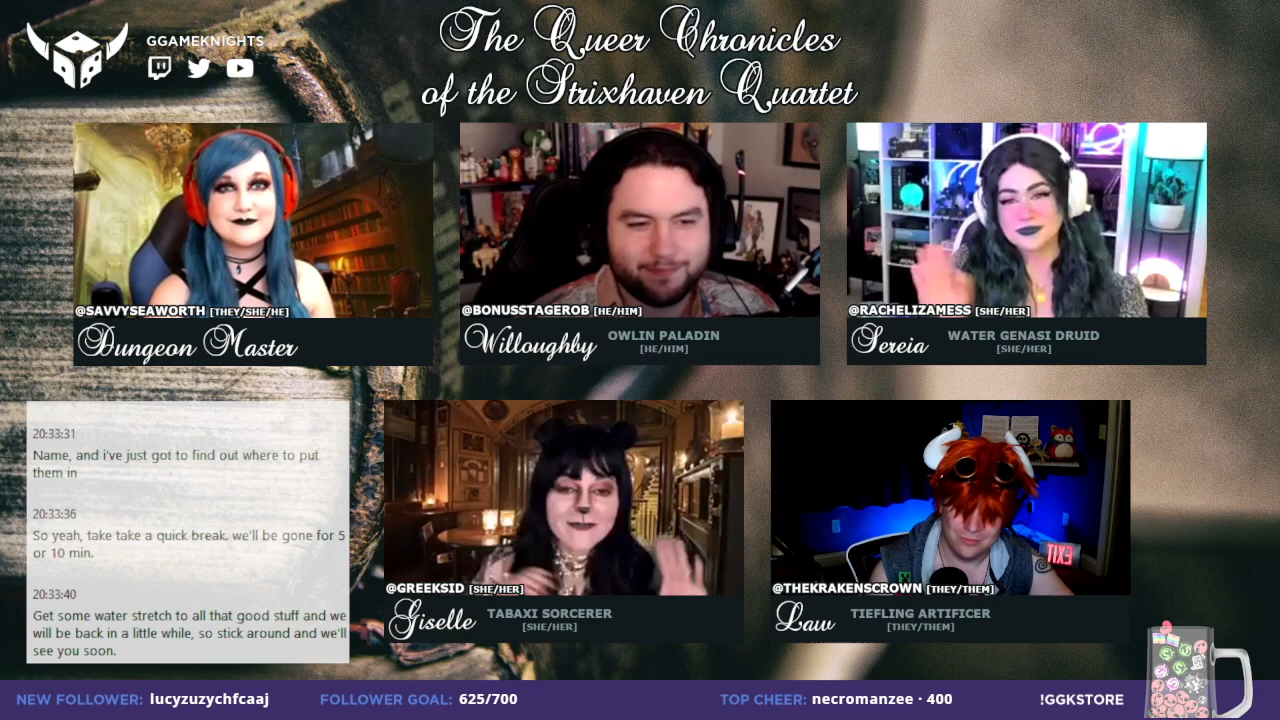 GGAMEKNIGHTS
The Queer Chronicles
of the Strixhaven Quartet
@SAVVYSEAWORTH [THEY/SHE/HE]
Dungeon Master
@BONUSSTAGEROB [HE/HIM]
Willoughby
OWLIN PALADIN
[HE/HIM]
@RACHELIZAMESS [SHE/HER]
Sereia
WATER GENASI DRUID
[SHE/HER]
20:33:31
Name, and i've just got to find out where to put
them in
20:33:36
So yeah, take take a quick break. we'll be gone for 5
or 10 min.
20:33:40
Get some water stretch to all that good stuff and we
will be back in a little while, so stick around and we'll
see you soon.
@GREEKSID [SHE/HER]
Giselle
TABAXI SORCERER
[SHE/HER]
@THEKRAKENSCROWN [THEY/THEM]
Law
TIEFLING ARTIFICER
[THEY/THEM]
EXIT
NEW FOLLOWER: lucyzuzychfcaaj
FOLLOWER GOAL: 625/700
TOP CHEER: necromanzee · 400
!GGKSTORE